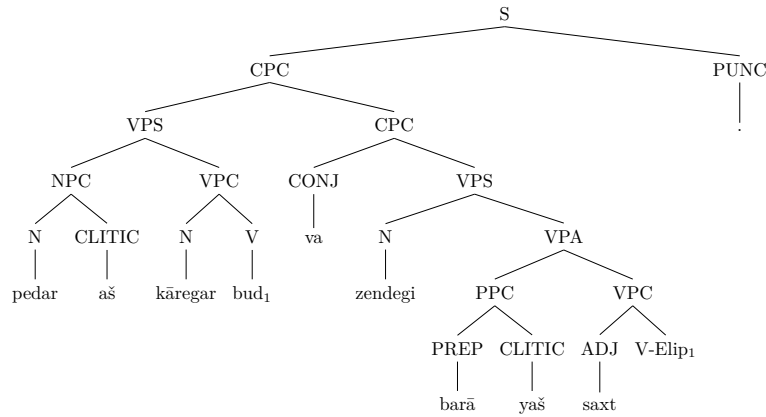 S
CPC PUNC
VPS CPC .
NPC VPC CONJ VPS
N CLITIC N V va N VPA
pedar aš kāregar bud₁ zendegi PPC VPC
PREP CLITIC ADJ V-Elip₁
barā yaš saxt